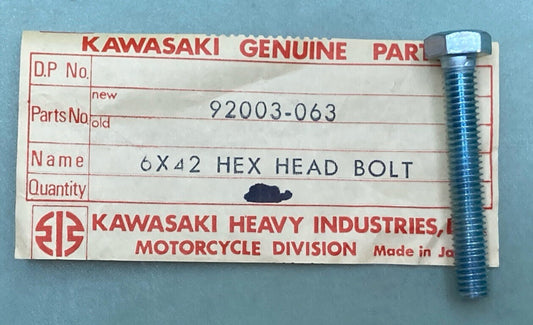 KAWASAKI GENUINE PART
D.P No.
new
Parts No. 92003-063
old
Name 6X42 HEX HEAD BOLT
Quantity
KAWASAKI HEAVY INDUSTRIES,
MOTORCYCLE DIVISION Made in Ja